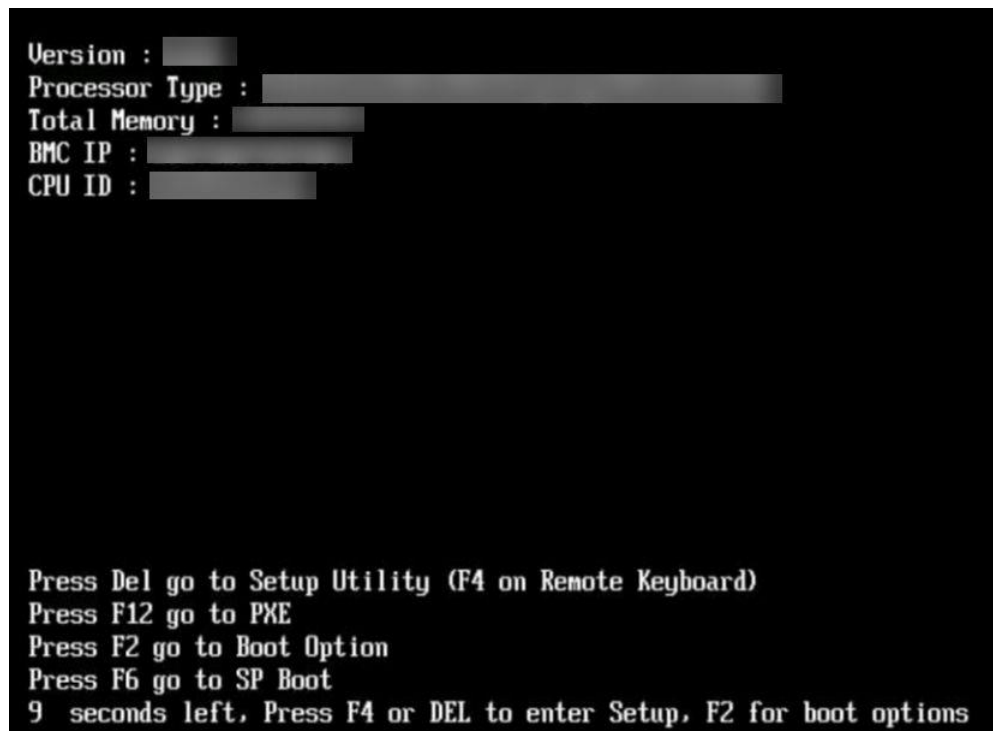 Version :
Processor Type :
Total Memory :
BMC IP :
CPU ID :
Press Del go to Setup Utility (F4 on Remote Keyboard)
Press F12 go to PXE
Press F2 go to Boot Option
Press F6 go to SP Boot
9 seconds left, Press F4 or DEL to enter Setup, F2 for boot options